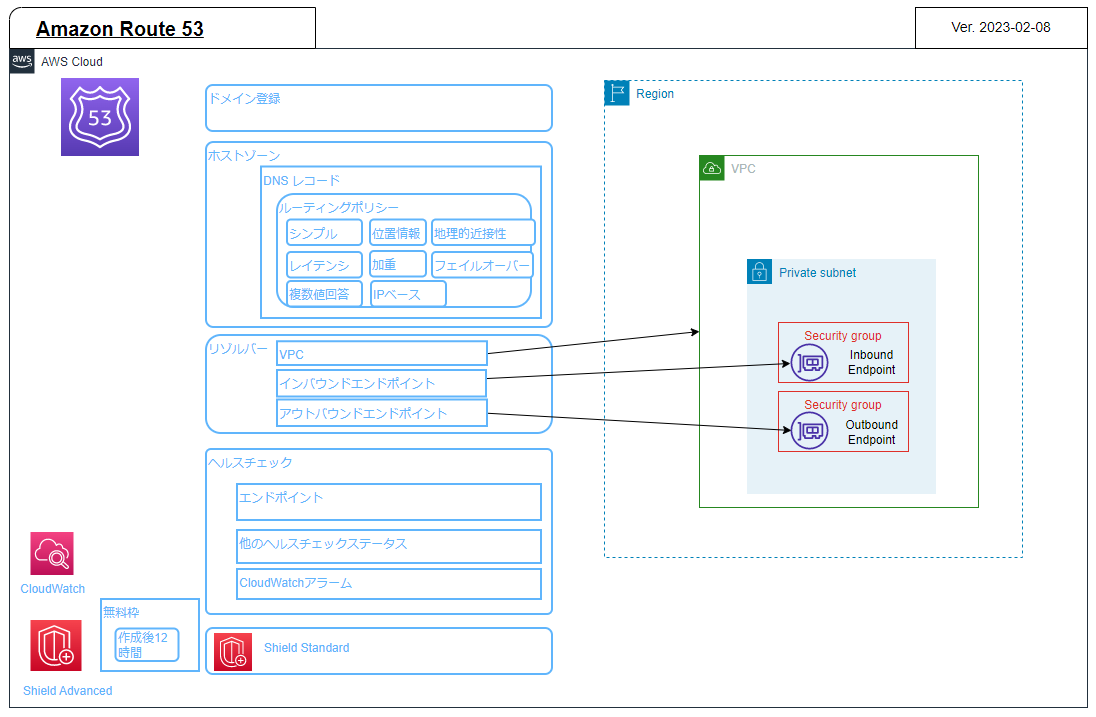 Amazon Route 53
Ver. 2023-02-08
aws
AWS Cloud
53
ドメイン登録
ホストゾーン
DNS レコード
ルーティングポリシー
シンプル
位置情報
地理的近接性
レイテンシ
加重
フェイルオーバー
複数値回答
IPベース
リゾルバー
VPC
インバウンドエンドポイント
アウトバウンドエンドポイント
ヘルスチェック
エンドポイント
他のヘルスチェックステータス
CloudWatchアラーム
CloudWatch
無料枠
作成後12
時間
Shield Advanced
Shield Standard
Region
VPC
Private subnet
Security group
Inbound
Endpoint
Security group
Outbound
Endpoint